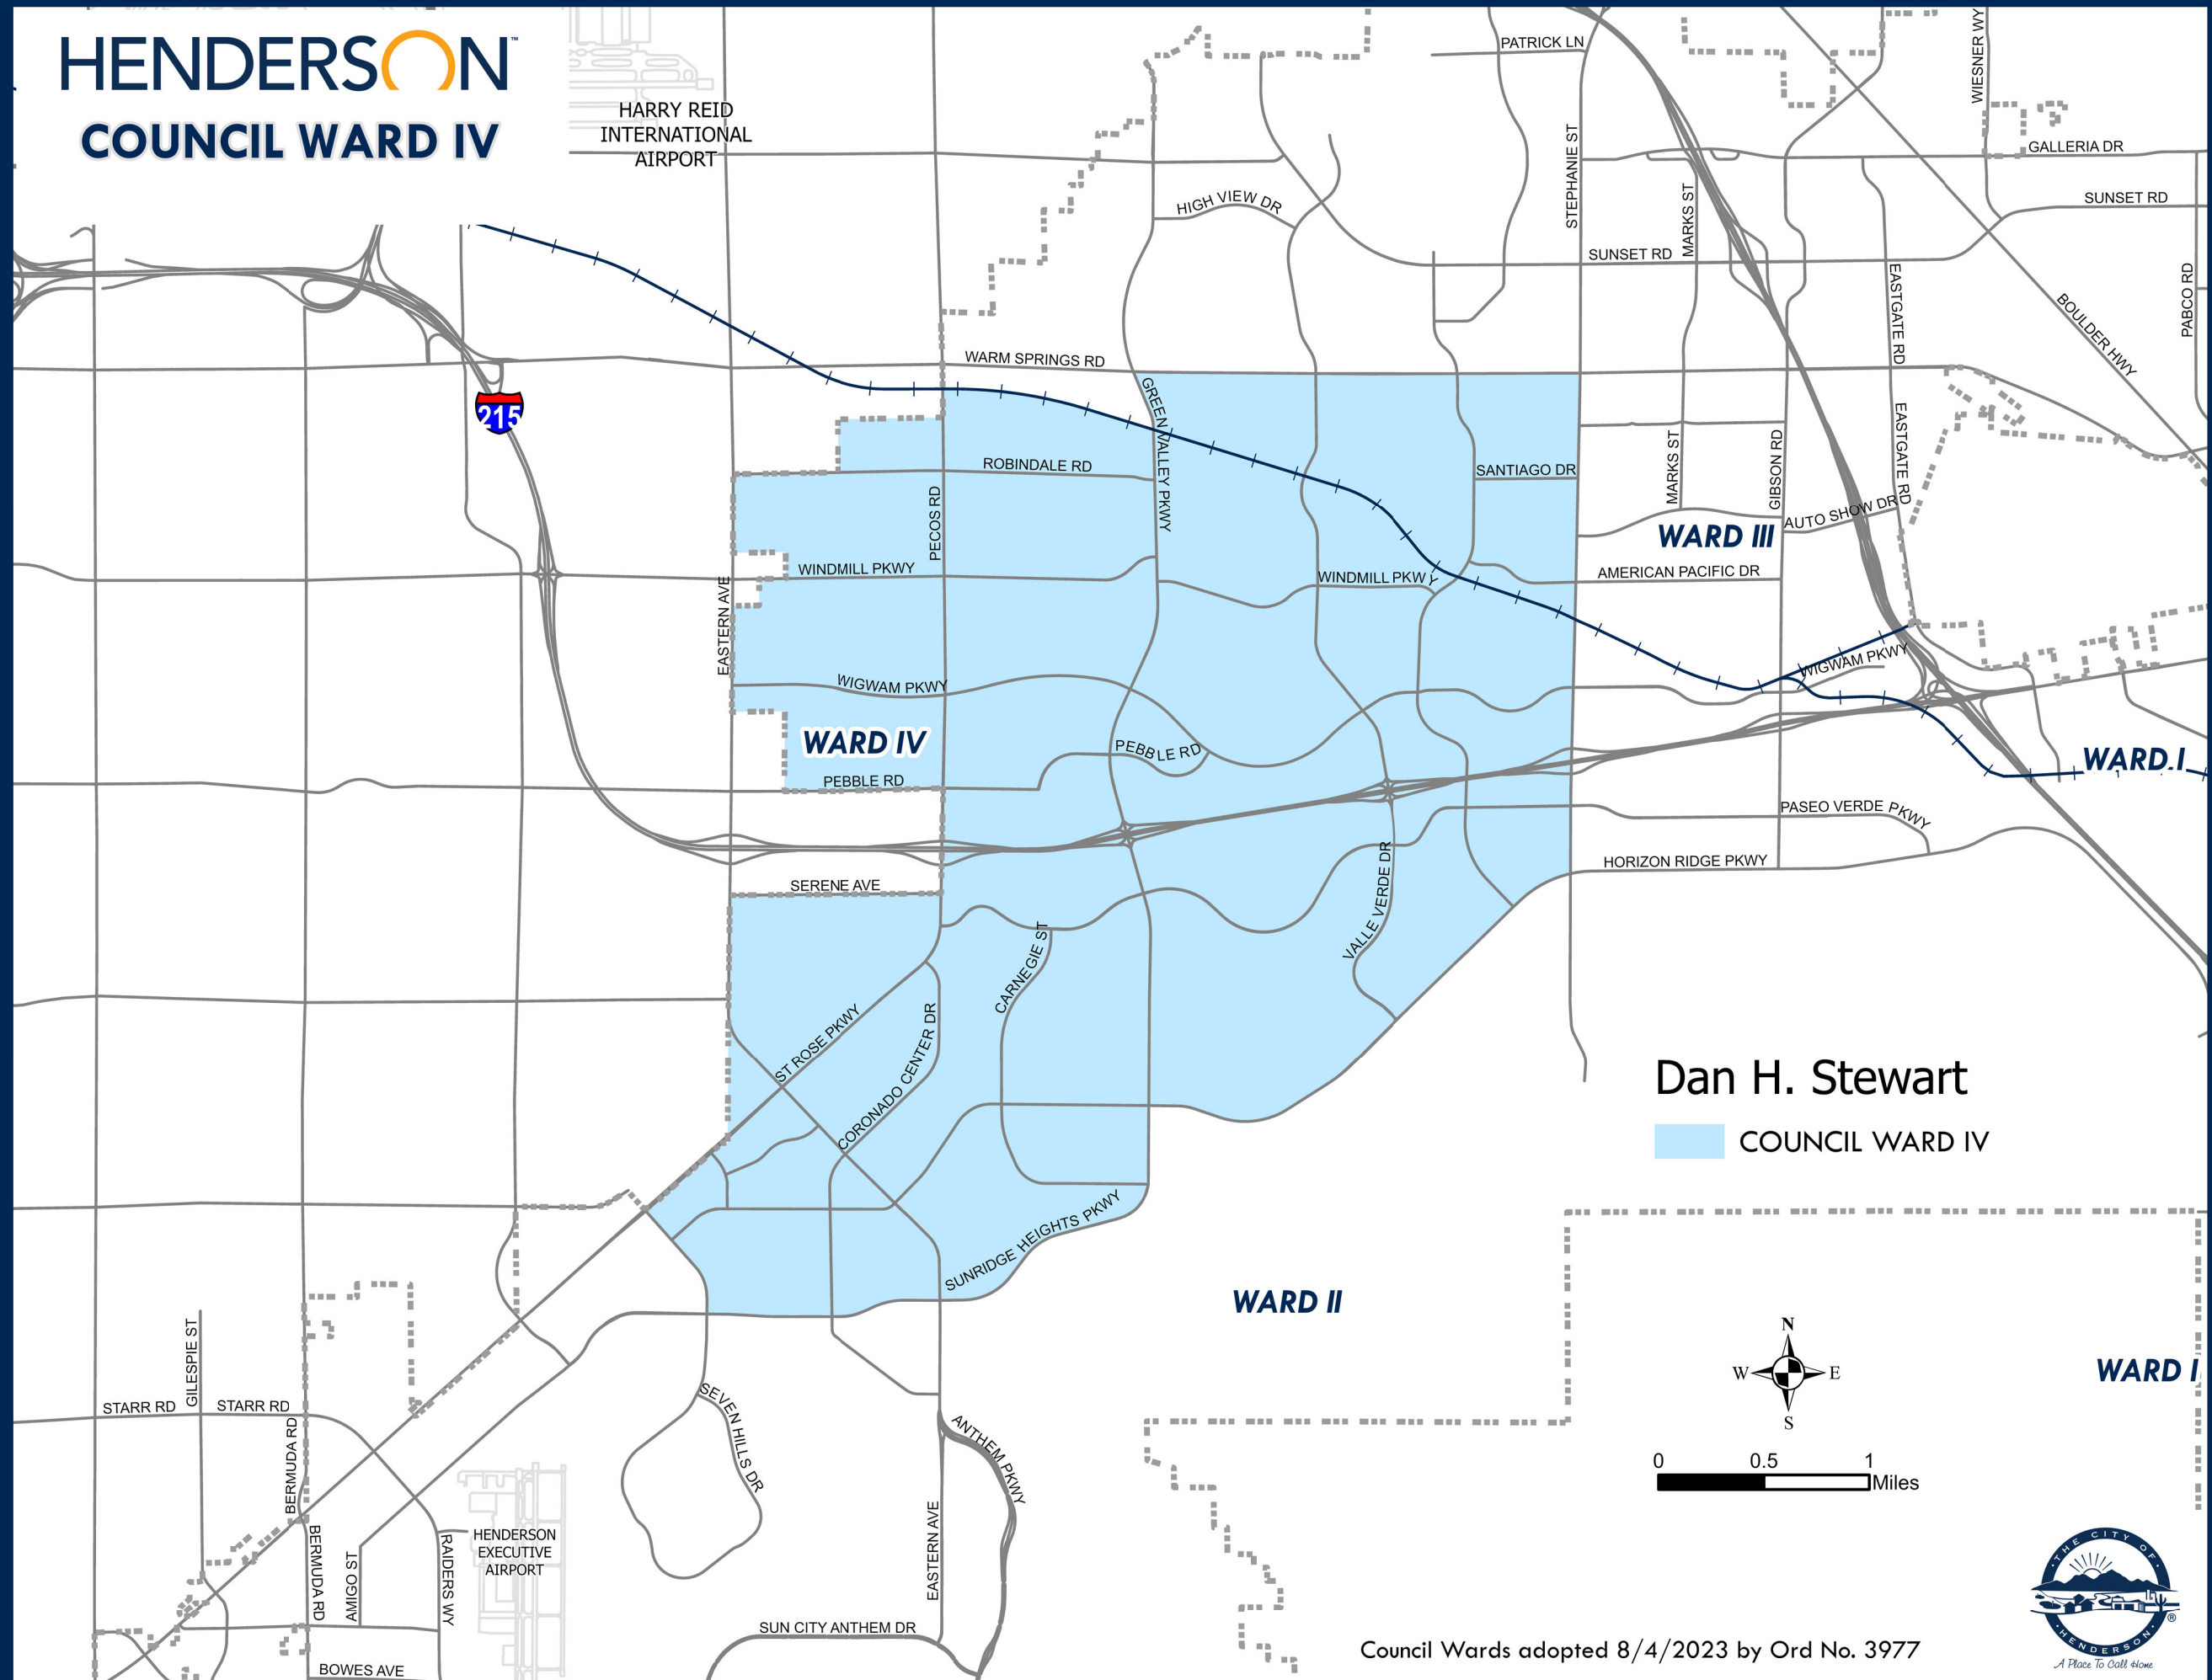 HENDERSON™
COUNCIL WARD IV
HARRY REID
INTERNATIONAL
AIRPORT
PATRICK LN
WIESNER WY
STEPHANIE ST
GALLERIA DR
HIGH VIEW DR
MARKS ST
SUNSET RD
SUNSET RD
EASTGATE RD
BOULDER HWY
PABCO RD
WARM SPRINGS RD
215
GREEN VALLEY PKWY
ROBINDALE RD
SANTIAGO DR
MARKS ST
GIBSON RD
EASTGATE RD
PECOS RD
AUTO SHOW DR
WARD III
WINDMILL PKWY
WINDMILL PKWY
AMERICAN PACIFIC DR
EASTERN AVE
WIGWAM PKWY
WIGWAM PKWY
WARD IV
PEBBLE RD
PEBBLE RD
WARD I
PASEO VERDE PKWY
HORIZON RIDGE PKWY
SERENE AVE
VALLE VERDE DR
CARNEGIE ST
ST ROSE PKWY
CORONADO CENTER DR
Dan H. Stewart
COUNCIL WARD IV
SUNRIDGE HEIGHTS PKWY
WARD II
N
W
E
S
WARD I
GILESPIE ST
STARR RD
STARR RD
BERMUDA RD
SEVEN HILLS DR
ANTHEM PKWY
0
0.5
1
Miles
BERMUDA RD
AMIGO ST
RAIDERS WY
HENDERSON
EXECUTIVE
AIRPORT
EASTERN AVE
SUN CITY ANTHEM DR
BOWES AVE
Council Wards adopted 8/4/2023 by Ord No. 3977
THE CITY OF
HENDERSON
®
A Place To Call Home